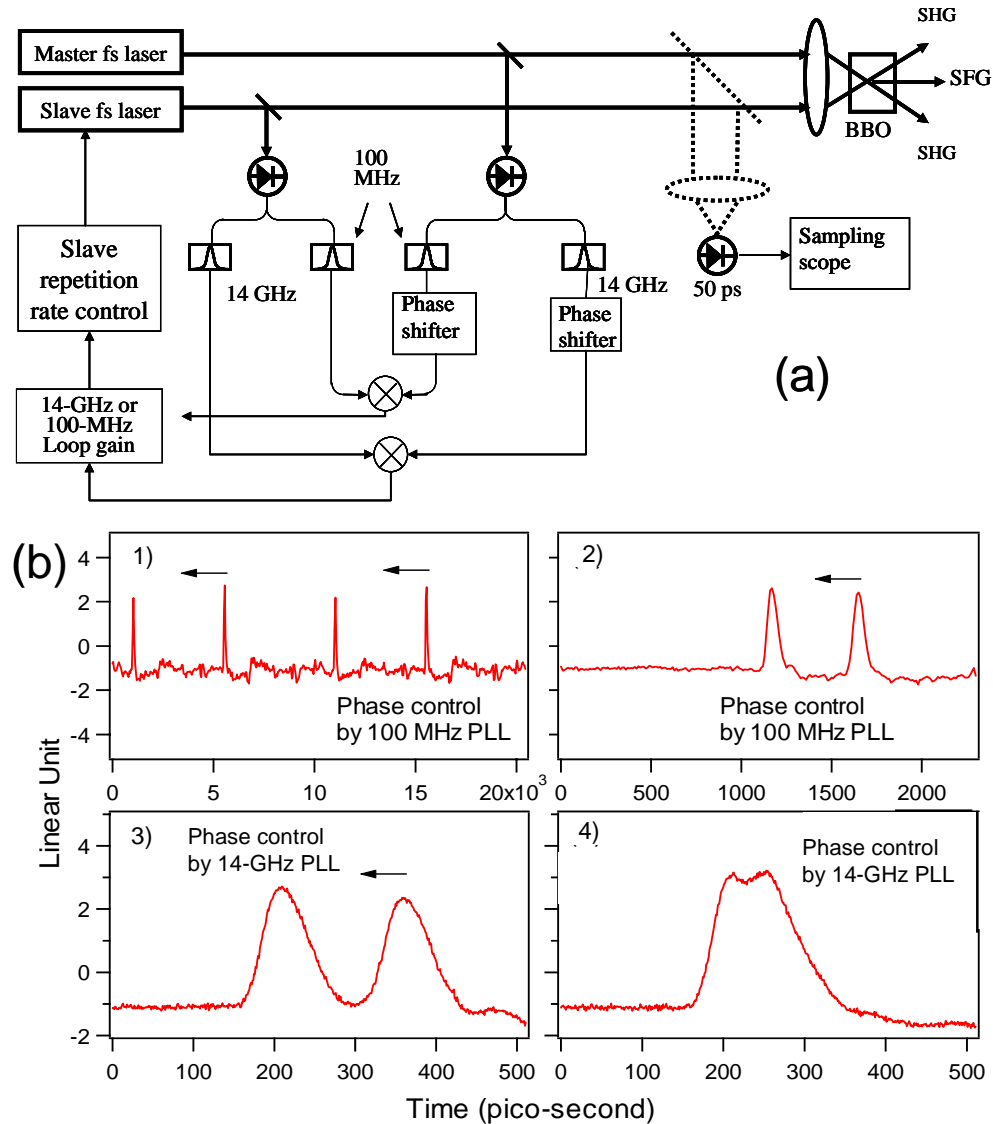 SHG
Master fs laser
SFG
Slave fs laser
BBO
SHG
100
MHz
Slave
repetition
rate control
14 GHz
Phase
shifter
14 GHz
Phase
shifter
50 ps
Sampling
scope
(a)
14-GHz or
100-MHz
Loop gain
(b)
1)
4
2
0
-2
-4
Phase control
by 100 MHz PLL
0
5
10
15
20x10³
2)
Phase control
by 100 MHz PLL
0
500
1000
1500
2000
Linear Unit
3)
4
2
0
-2
Phase control
by 14-GHz PLL
0
100
200
300
400
500
4)
Phase control
by 14-GHz PLL
0
100
200
300
400
500
Time (pico-second)